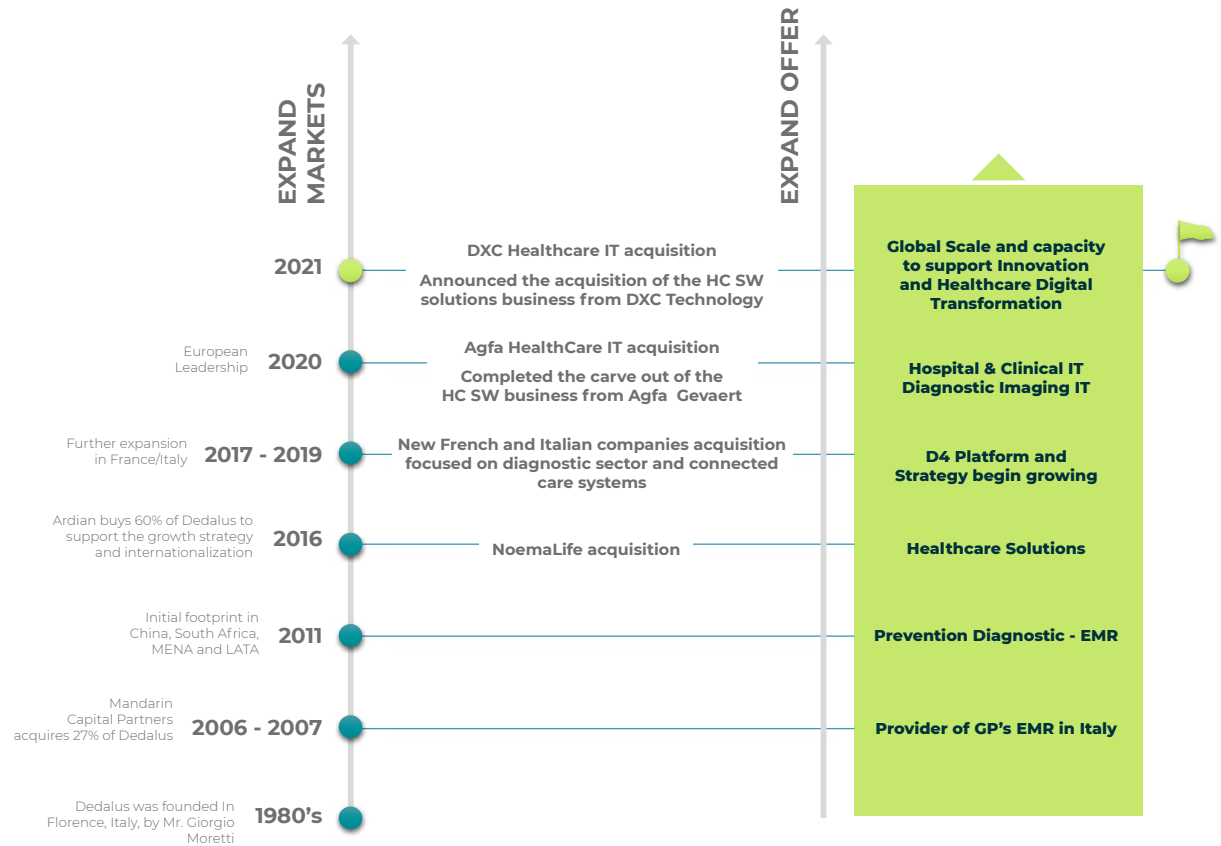 EXPAND
MARKETS
EXPAND OFFER
2021
DXC Healthcare IT acquisition
Announced the acquisition of the HC SW
solutions business from DXC Technology
Global Scale and capacity
to support Innovation
and Healthcare Digital
Transformation
European
Leadership
2020
Agfa HealthCare IT acquisition
Completed the carve out of the
HC SW business from Agfa Gevaert
Hospital & Clinical IT
Diagnostic Imaging IT
Further expansion
in France/Italy
2017 - 2019
New French and Italian companies acquisition
focused on diagnostic sector and connected
care systems
D4 Platform and
Strategy begin growing
Ardian buys 60% of Dedalus to
support the growth strategy
and internationalization
2016
NoemaLife acquisition
Healthcare Solutions
Initial footprint in
China, South Africa,
MENA and LATA
2011
Prevention Diagnostic - EMR
Mandarin
Capital Partners
acquires 27% of Dedalus
2006 - 2007
Provider of GP's EMR in Italy
Dedalus was founded In
Florence, Italy, by Mr. Giorgio
Moretti
1980's